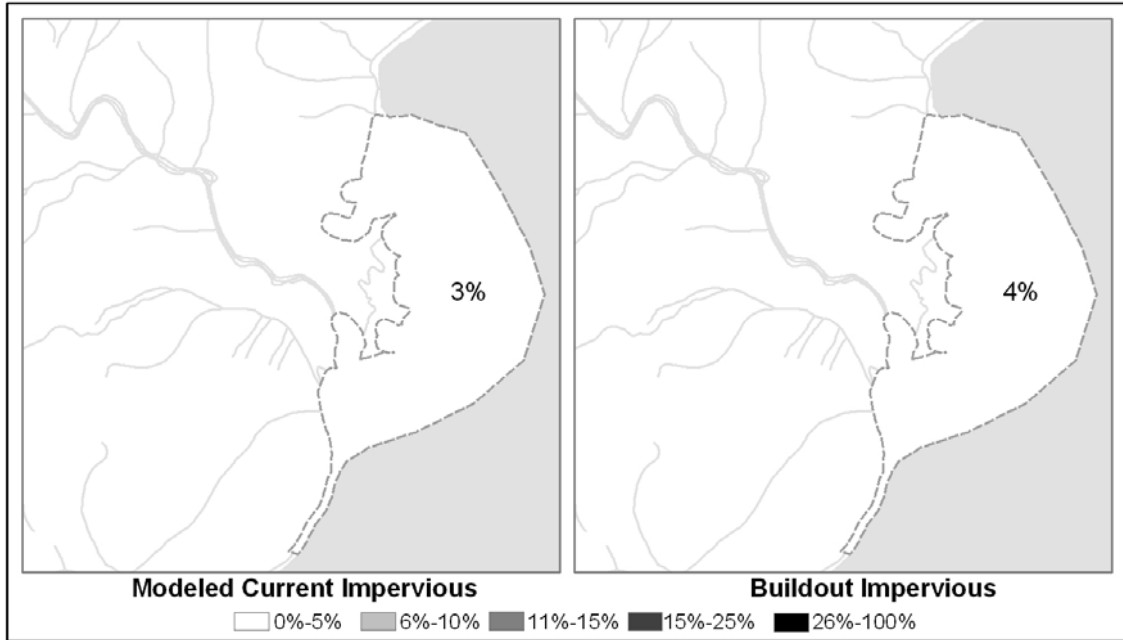 3%
4%
Modeled Current Impervious
Buildout Impervious
0%-5% 6%-10% 11%-15% 15%-25% 26%-100%